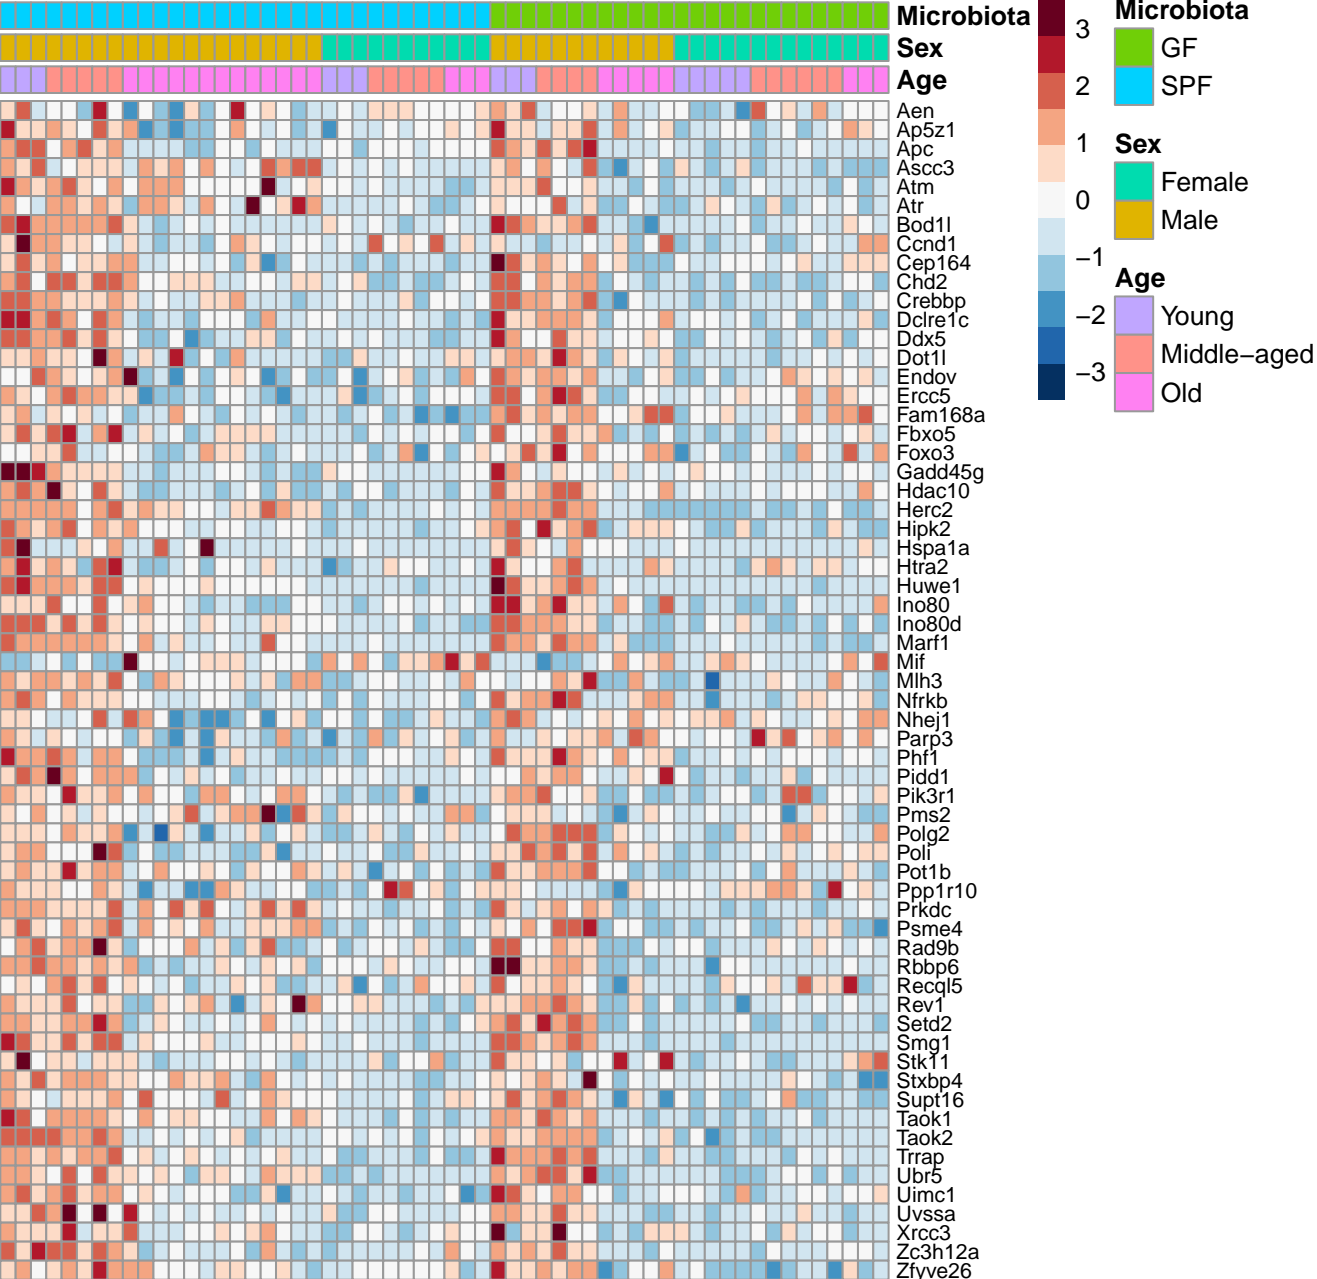 Microbiota
Sex
Age
Aen
Ap5z1
Apc
Ascc3
Atm
Atr
Bod1l
Ccnd1
Cep164
Chd2
Crebbp
Dclre1c
Ddx5
Dot1l
Endov
Ercc5
Fam168a
Fbxo5
Foxo3
Gadd45g
Hdac10
Herc2
Hipk2
Hspa1a
Htra2
Huwe1
Ino80
Ino80d
Marf1
Mif
Mlh3
Nfrkb
Nhej1
Parp3
Phf1
Pidd1
Pik3r1
Pms2
Polg2
Poli
Pot1b
Ppp1r10
Prkdc
Psme4
Rad9b
Rbbp6
Recql5
Rev1
Setd2
Smg1
Stk11
Stxbp4
Supt16
Taok1
Taok2
Trrap
Ubr5
Uimc1
Uvssa
Xrcc3
Zc3h12a
Zfyve26
3
2
1
0
−1
−2
−3
Microbiota
GF
SPF
Sex
Female
Male
Age
Young
Middle−aged
Old